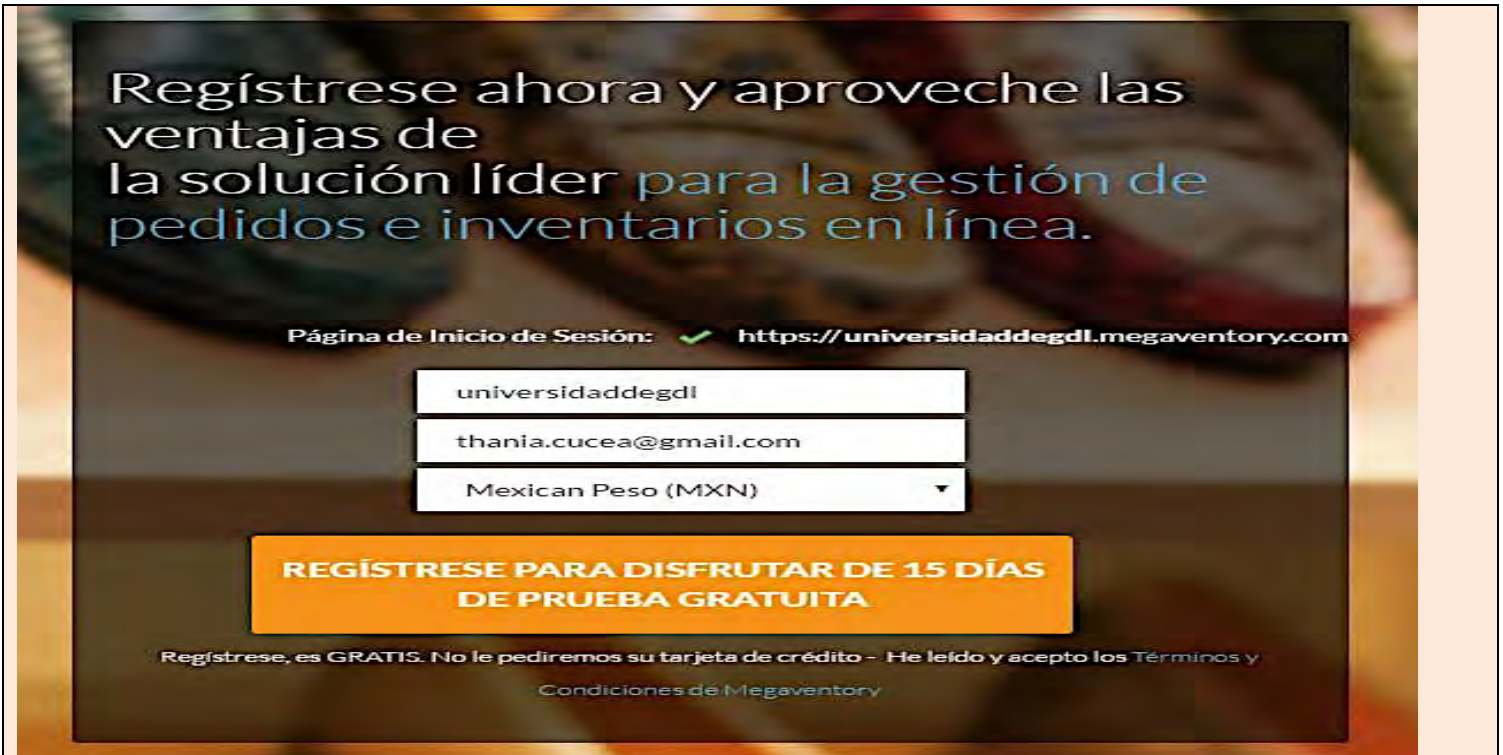 Regístrese ahora y aproveche las
ventajas de
la solución líder para la gestión de
pedidos e inventarios en línea.
Página de Inicio de Sesión: https://universidaddegdl.megaventory.com
universidaddegdl
thania.cucea@gmail.com
Mexican Peso (MXN)
REGÍSTRESE PARA DISFRUTAR DE 15 DÍAS
DE PRUEBA GRATUITA
Regístrese, es GRATIS. No le pediremos su tarjeta de crédito - He leído y acepto los Términos y
Condiciones de Megaventory